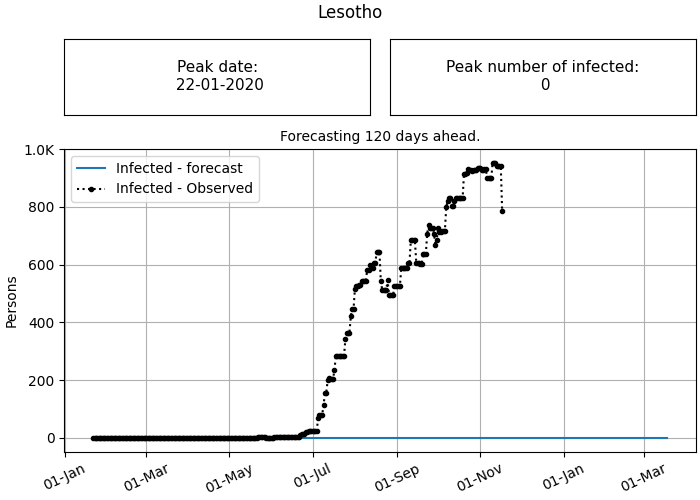 Lesotho
Peak date:
22-01-2020
Peak number of infected:
0
Forecasting 120 days ahead.
Infected - forecast
Infected - Observed
1.0K
800
600
400
200
0
Persons
01-Jan
01-Mar
01-May
01-Jul
01-Sep
01-Nov
01-Jan
01-Mar